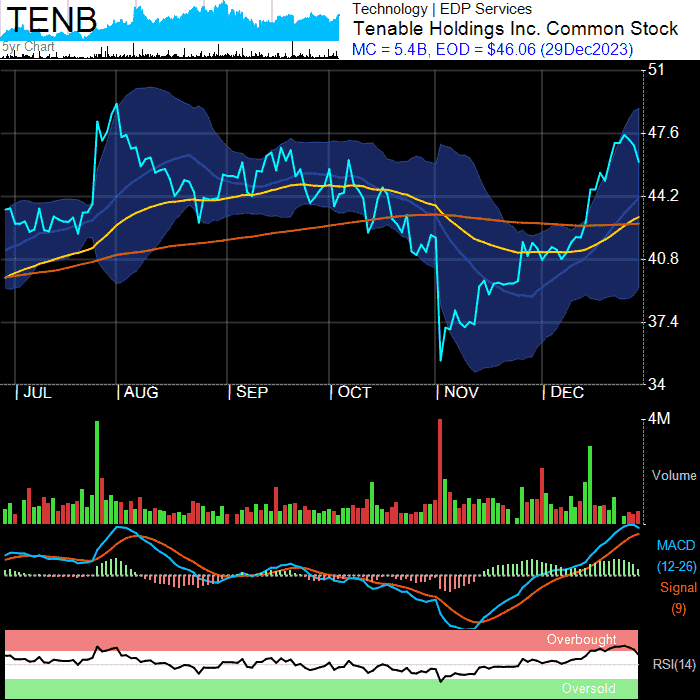 TENB
5yr Chart
Technology | EDP Services
Tenable Holdings Inc. Common Stock
MC = 5.4B, EOD = $46.06 (29Dec2023)
51
47.6
44.2
40.8
37.4
34
| JUL | AUG | SEP | OCT | NOV | DEC
4M
Volume
MACD
(12-26)
Signal
(9)
Overbought
RSI(14)
Oversold